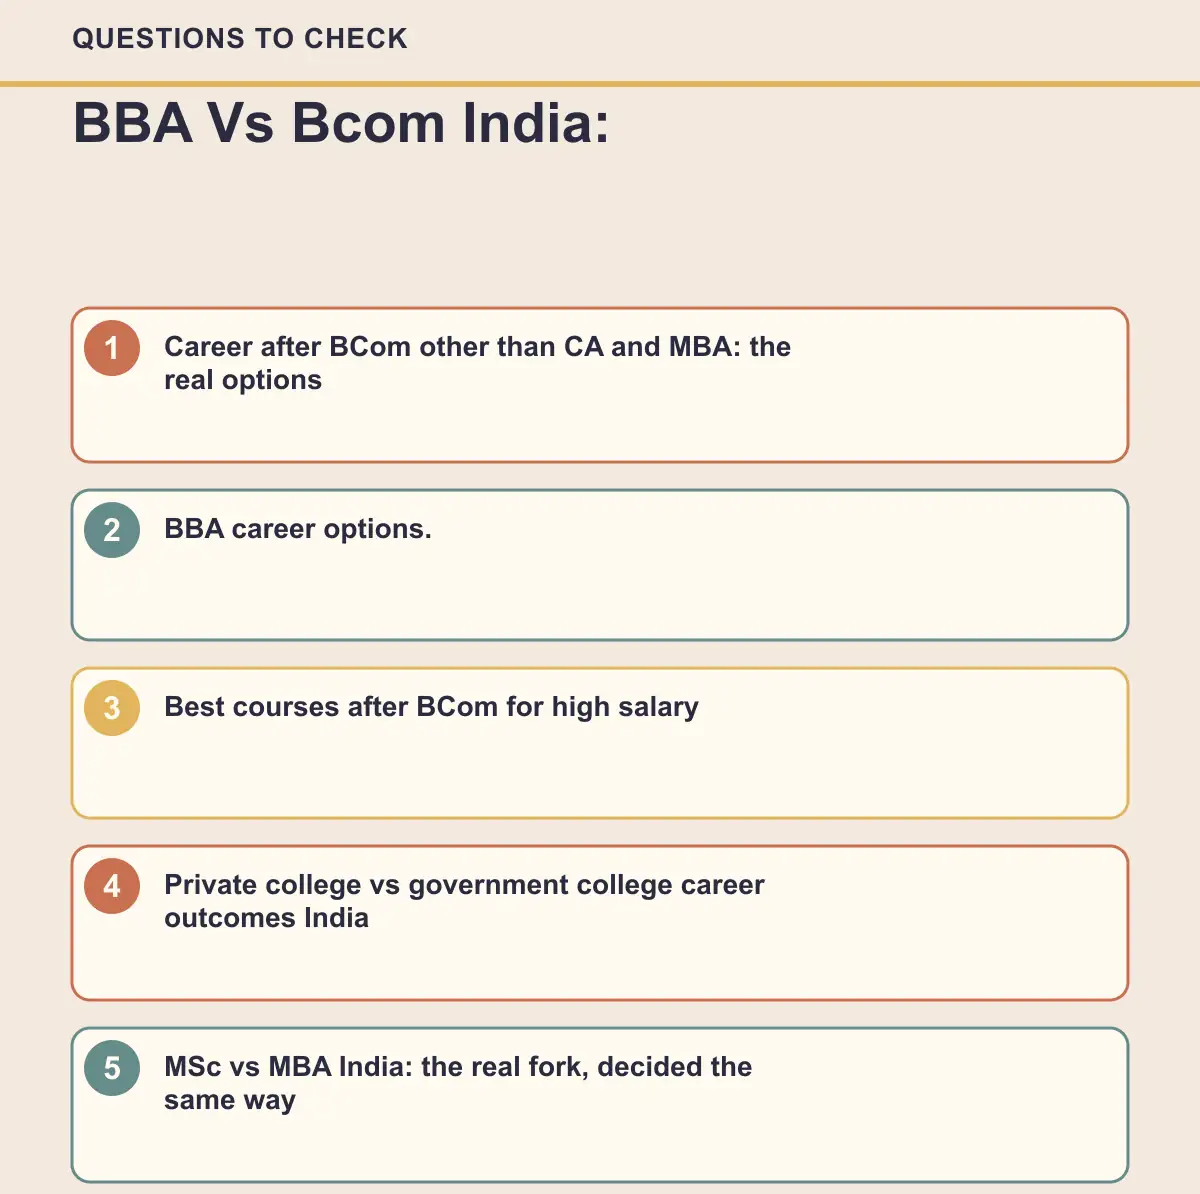 QUESTIONS TO CHECK
BBA Vs Bcom India:
1
Career after BCom other than CA and MBA: the
real options
2
BBA career options.
3
Best courses after BCom for high salary
4
Private college vs government college career
outcomes India
5
MSc vs MBA India: the real fork, decided the
same way